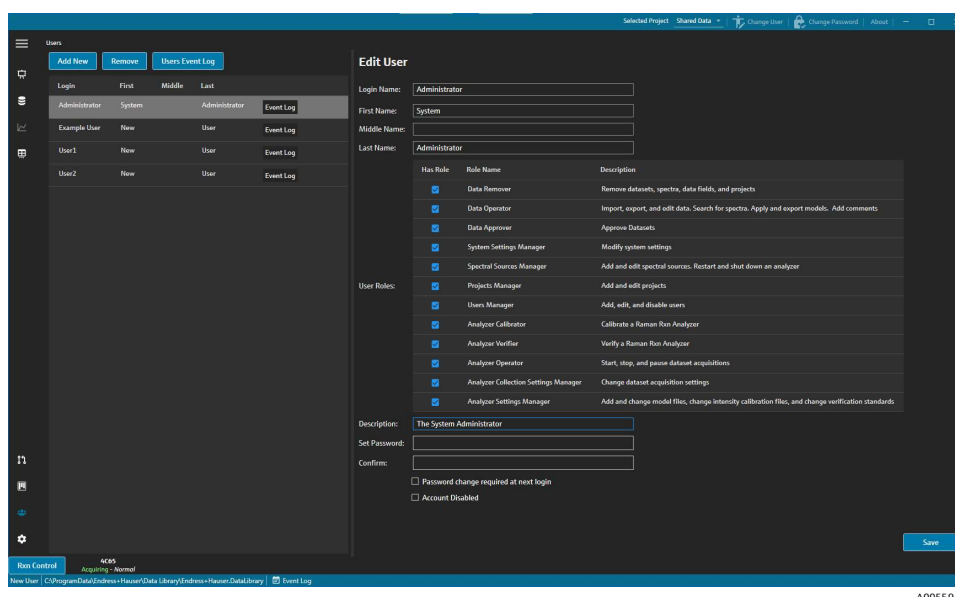 Selected Project Shared Data Change User Change Password About
Users
Add New Remove Users Event Log
Login First Middle Last
Administrator System Administrator Event Log
Example User New User Event Log
User1 New User Event Log
User2 New User Event Log
Edit User
Login Name: Administrator
First Name: System
Middle Name:
Last Name: Administrator
User Roles:
Has Role Role Name Description
Data Remover Remove datasets, spectra, data fields, and projects
Data Operator Import, export, and edit data. Search for spectra. Apply and export models. Add comments
Data Approver Approve Datasets
System Settings Manager Modify system settings
Spectral Sources Manager Add and edit spectral sources. Restart and shut down an analyzer
Projects Manager Add and edit projects
Users Manager Add, edit, and disable users
Analyzer Calibrator Calibrate a Raman Rxn Analyzer
Analyzer Verifier Verify a Raman Rxn Analyzer
Analyzer Operator Start, stop, and pause dataset acquisitions
Analyzer Collection Settings Manager Change dataset acquisition settings
Analyzer Settings Manager Add and change model files, change intensity calibration files, and change verification standards
Description: The System Administrator
Set Password:
Confirm:
Password change required at next login
Account Disabled
Save
Rxn Control
4C65
Acquiring - Normal
New User C:\ProgramData\Endress+Hauser\Data Library\Endress+Hauser.DataLibrary Event Log